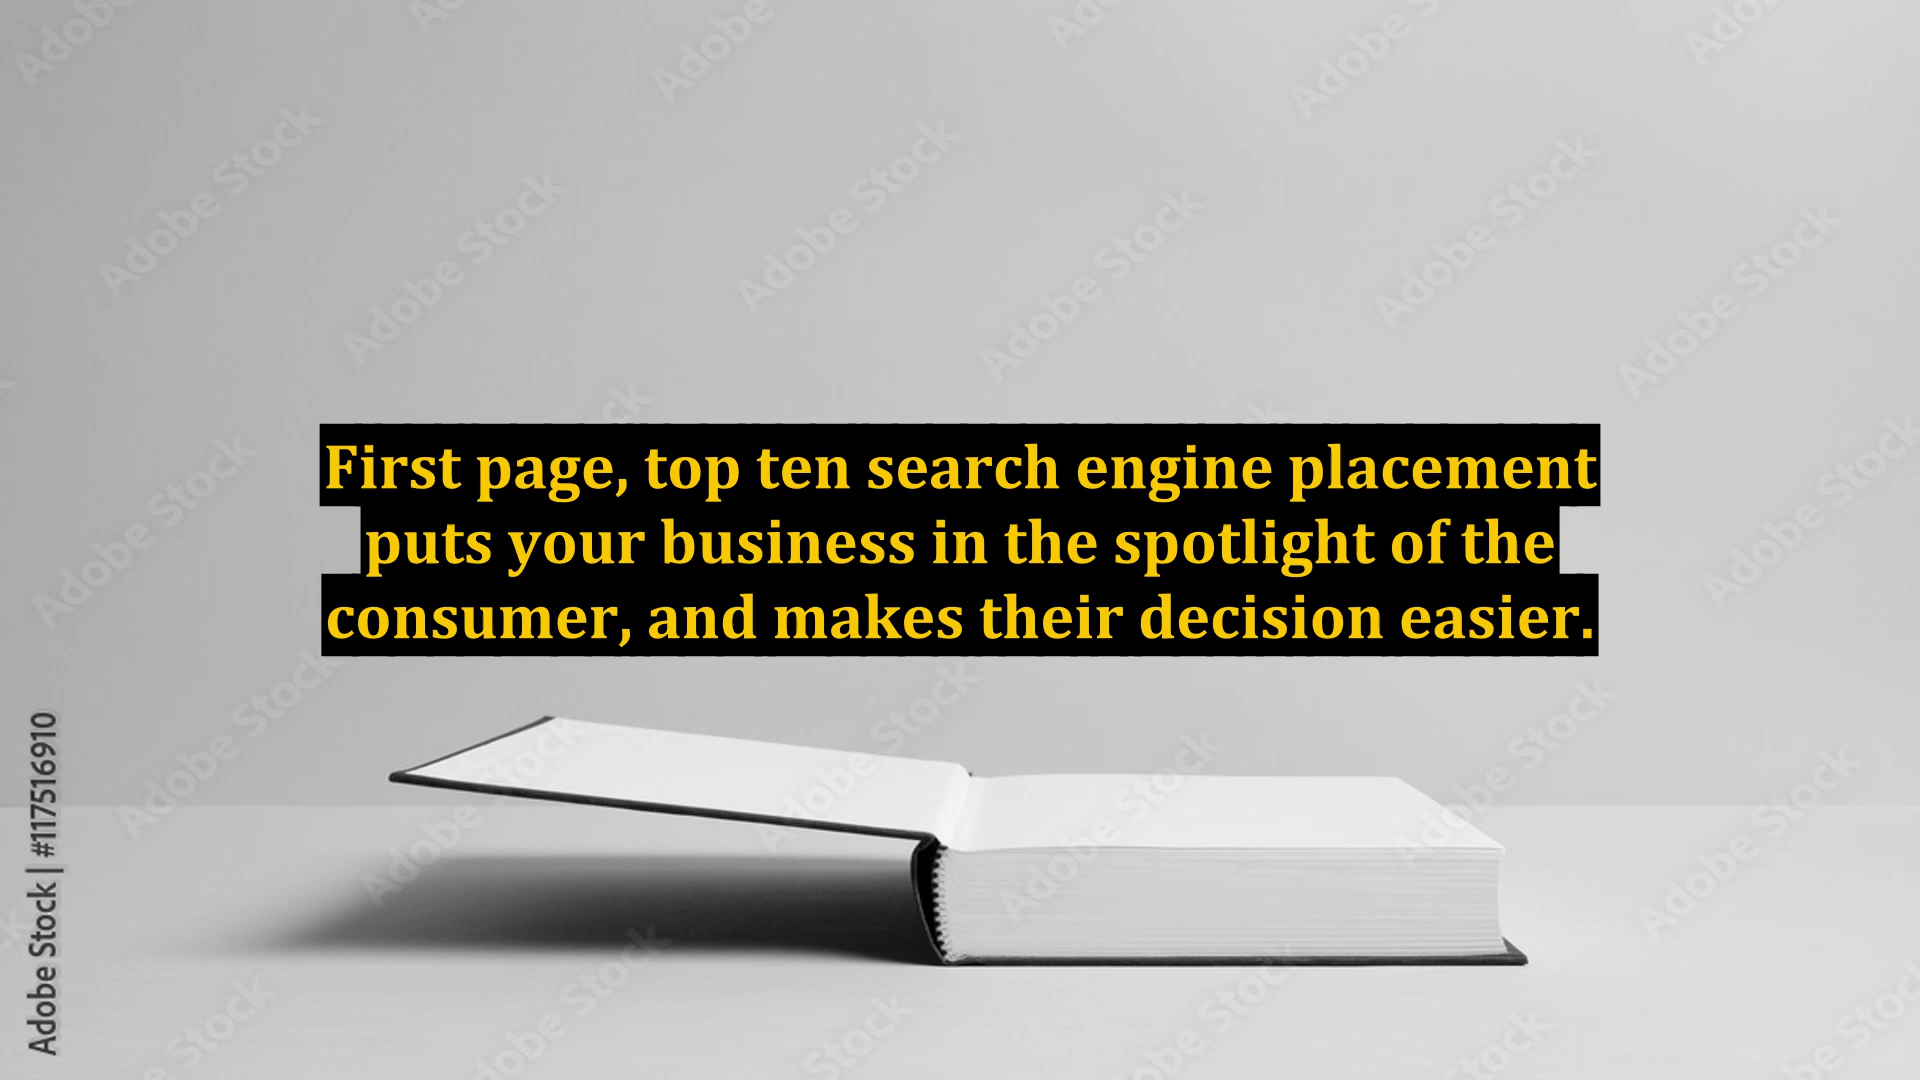 First page, top ten search engine placement
puts your business in the spotlight of the
consumer, and makes their decision easier.
Adobe Stock | #1177516910